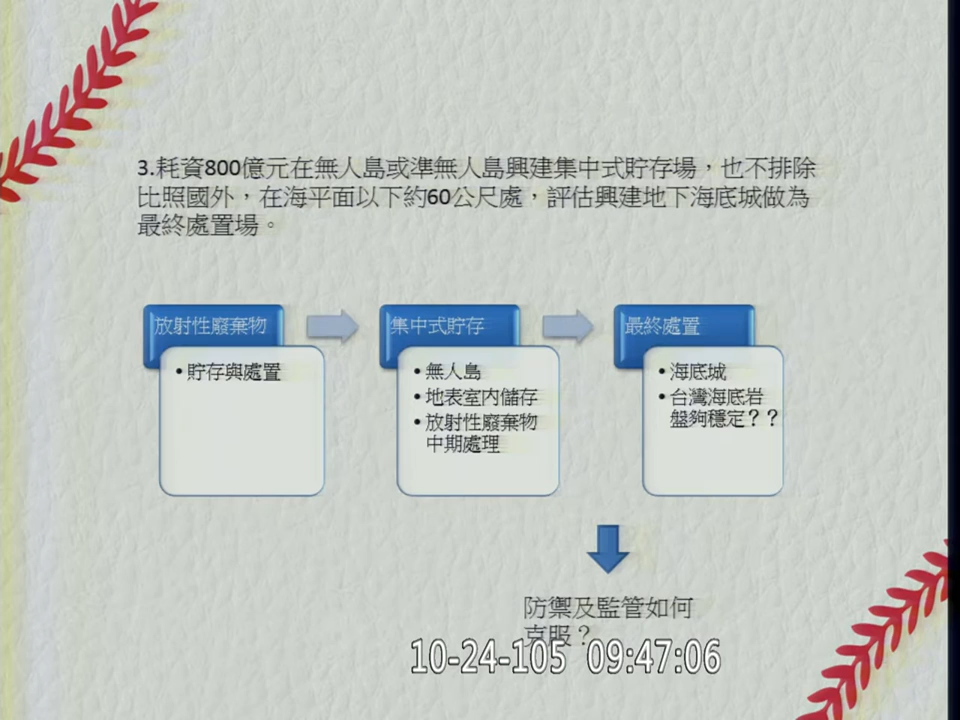 3.耗資800億元在無人島或準無人島興建集中式貯存場，也不排除
比照國外，在海平面以下約60公尺處，評估興建地下海底城做為
最終處置場。
放射性廢棄物
• 貯存與處置
集中式貯存
• 無人島
• 地表室內儲存
• 放射性廢棄物
中期處理
最終處置
• 海底城
• 台灣海底岩
盤夠穩定？？
防禦及監管如何
克服？
10-24-105 09:47:06